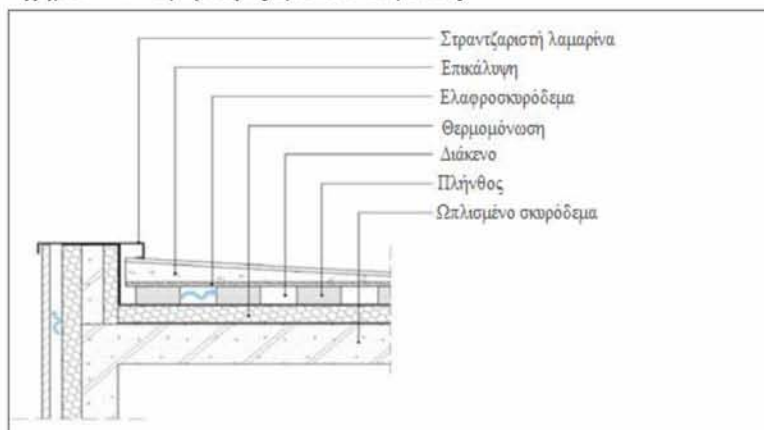 Στραντζαριστή λαμαρίνα
Επικάλυψη
Ελαφροσκυρόδεμα
Θερμομόνωση
Διάκενο
Πλήνθος
Ωπλισμένο σκυρόδεμα